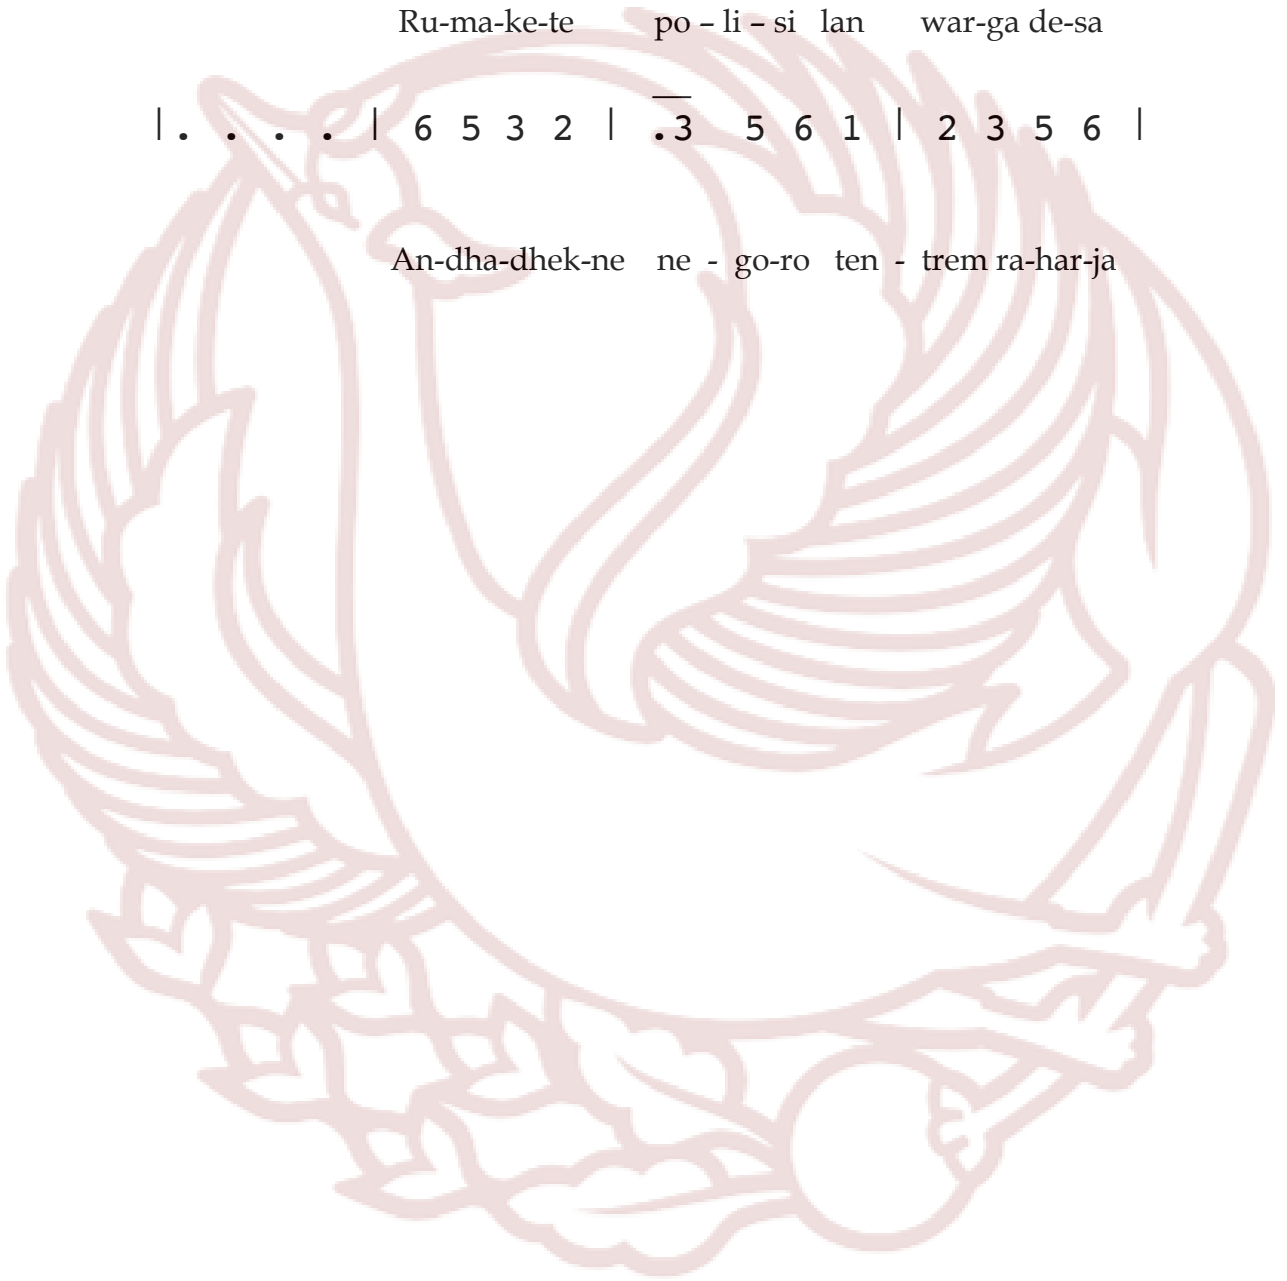 Ru-ma-ke-te po – li – si lan war-ga de-sa
|. . . . | 6 5 3 2 | .3 5 6 1 | 2 3 5 6 |
An-dha-dhek-ne ne - go-ro ten - trem ra-har-ja